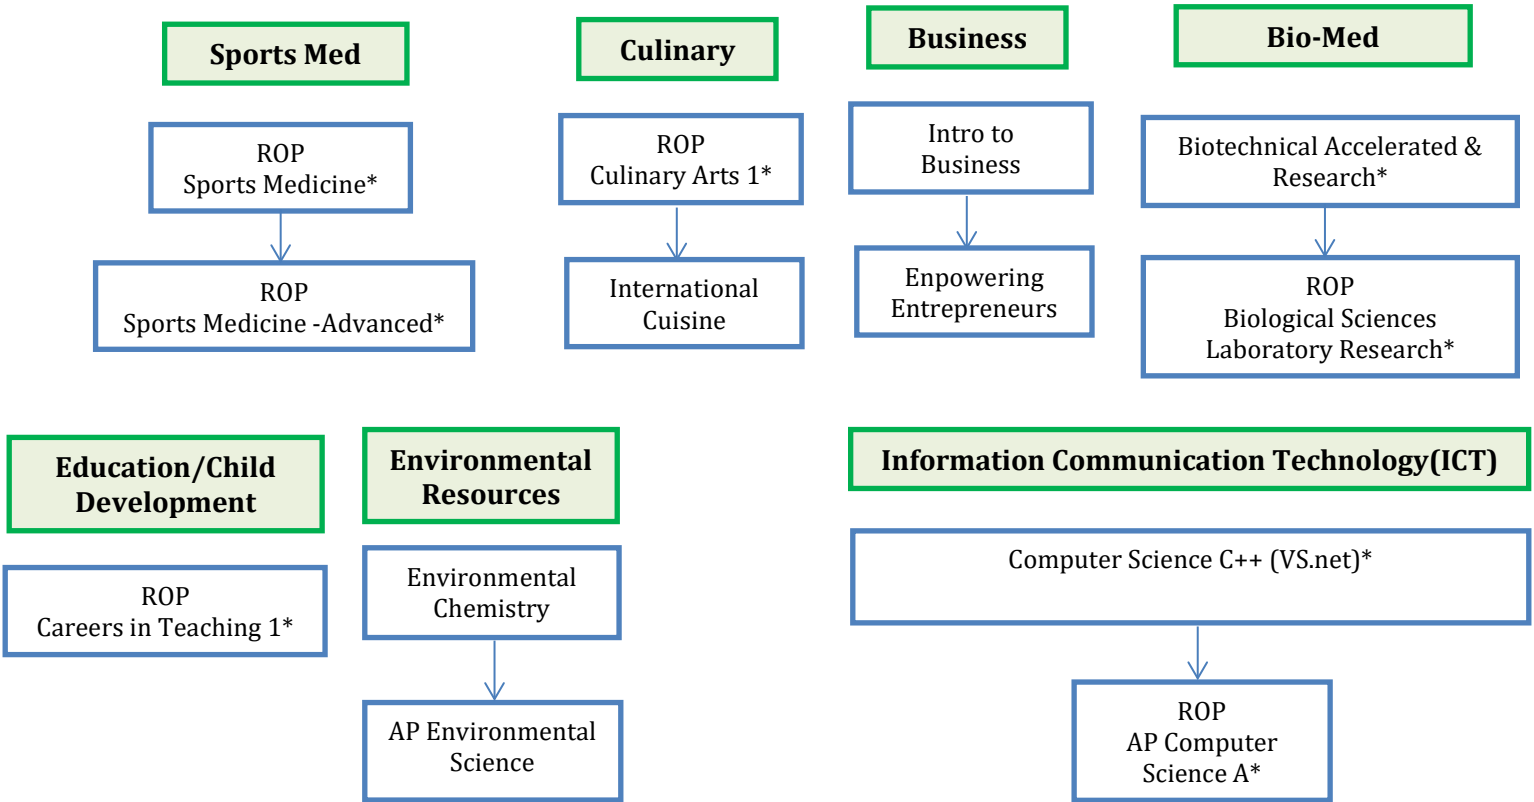 Sports Med
Culinary
Business
Bio-Med
ROP
Sports Medicine*
ROP
Culinary Arts 1*
Intro to
Business
Biotechnical Accelerated &
Research*
ROP
Sports Medicine -Advanced*
International
Cuisine
Enpowering
Entrepreneurs
ROP
Biological Sciences
Laboratory Research*
Education/Child
Development
Environmental
Resources
Information Communication Technology(ICT)
ROP
Careers in Teaching 1*
Environmental
Chemistry
Computer Science C++ (VS.net)*
AP Environmental
Science
ROP
AP Computer
Science A*